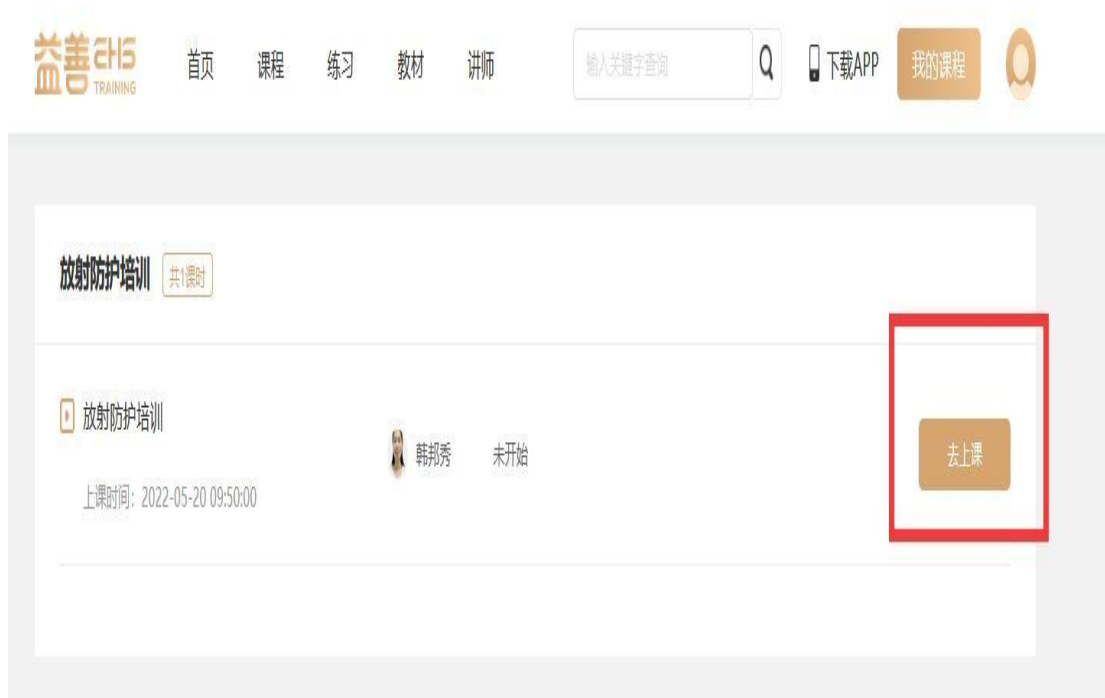 益善 EHS TRAINING 首页 课程 练习 教材 讲师 输入关键字查询 下载APP 我的课程
放射防护培训 共1课时
放射防护培训
韩邦秀 未开始 去上课
上课时间：2022-05-20 09:50:00